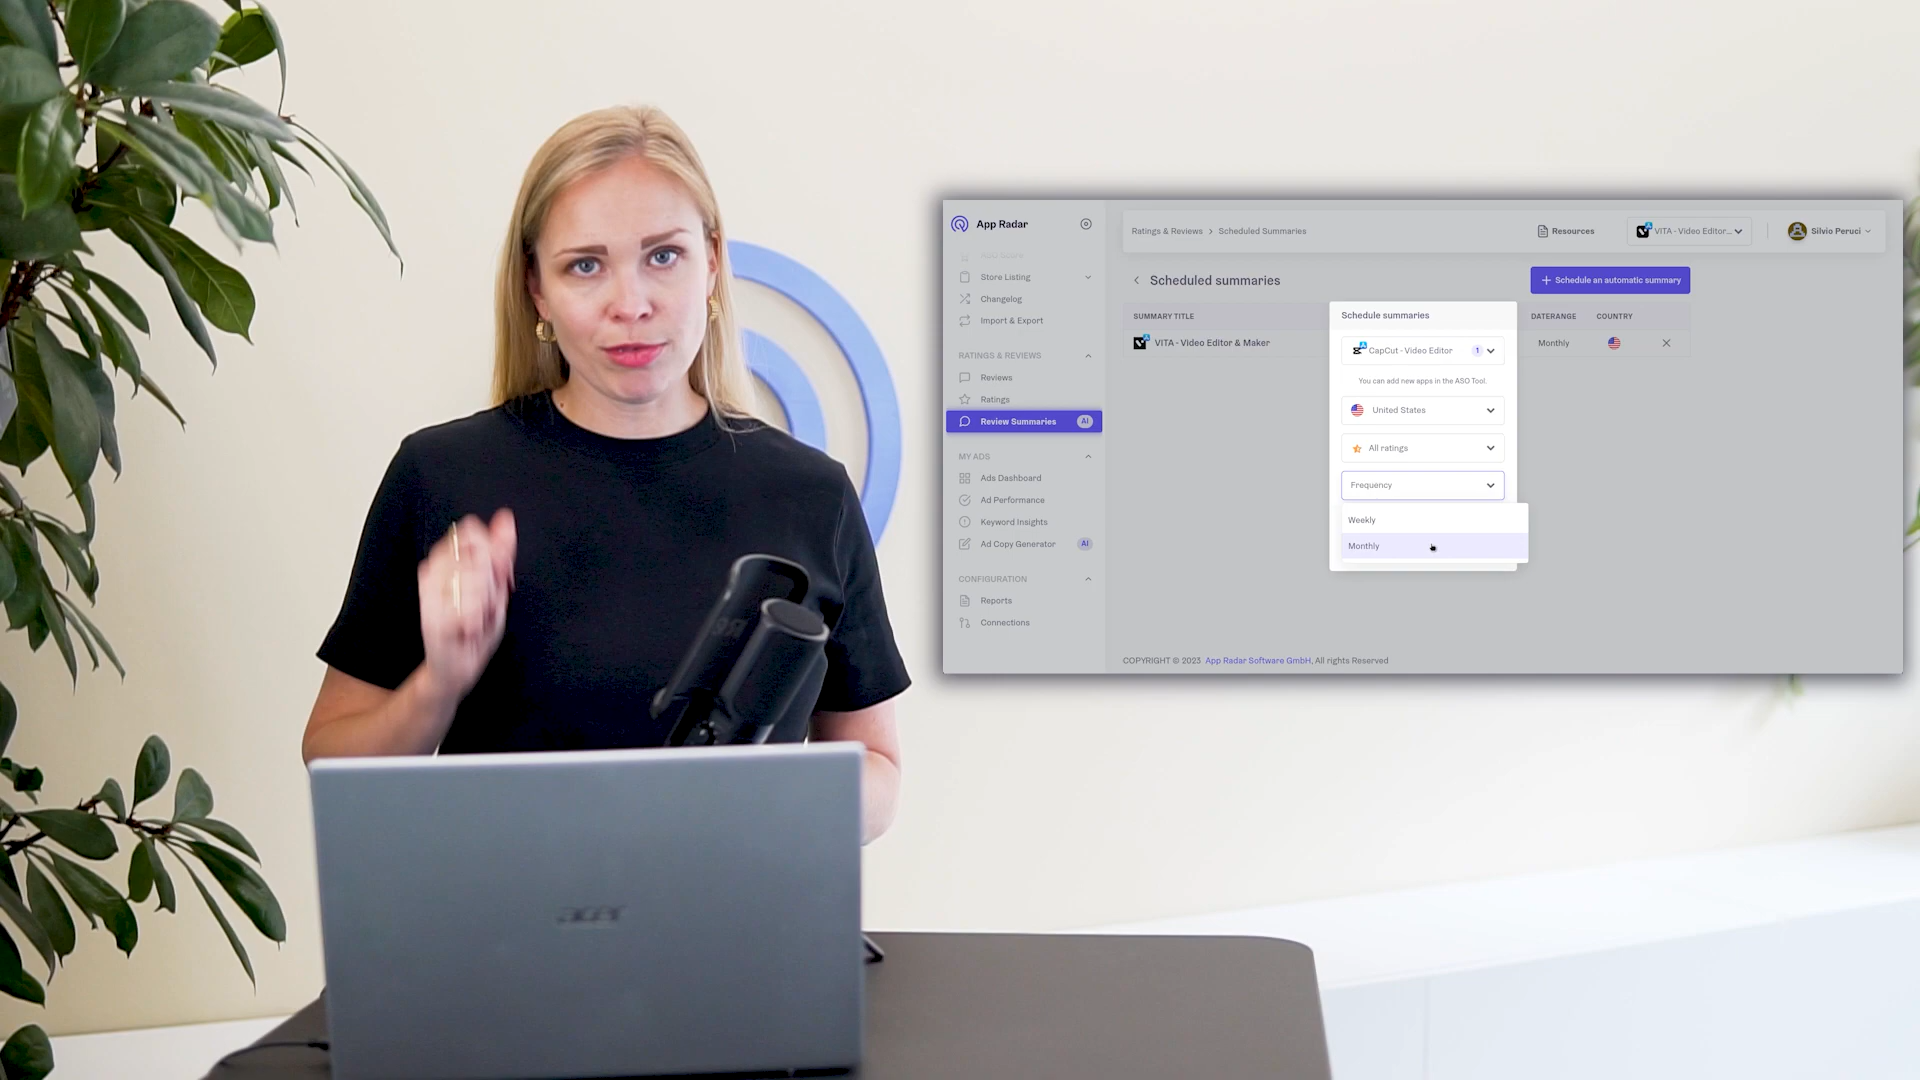 App Radar
Store Listing
Changelog
Import & Export
RATINGS & REVIEWS
Reviews
Ratings
Review Summaries AI
MY ADS
Ads Dashboard
Ad Performance
Keyword Insights
Ad Copy Generator AI
CONFIGURATION
Reports
Connections
Ratings & Reviews > Scheduled Summaries
Resources
VITA - Video Editor...
Silvio Peruci
Scheduled summaries
+ Schedule an automatic summary
SUMMARY TITLE
DATERANGE
COUNTRY
VITA - Video Editor & Maker
Monthly
Schedule summaries
CapCut - Video Editor 1
You can add new apps in the ASO Tool.
United States
All ratings
Frequency
Weekly
Monthly
COPYRIGHT © 2023 App Radar Software GmbH, All rights Reserved
acer